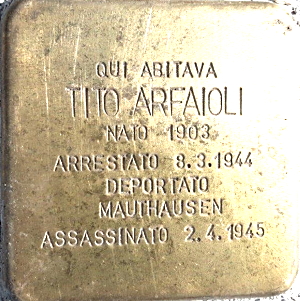 QUI ABITAVA
TITO ARFAIOLI
NATO 1903
ARRESTATO 8.3.1944
DEPORTATO
MAUTHAUSEN
ASSASSINATO 2.4.1945